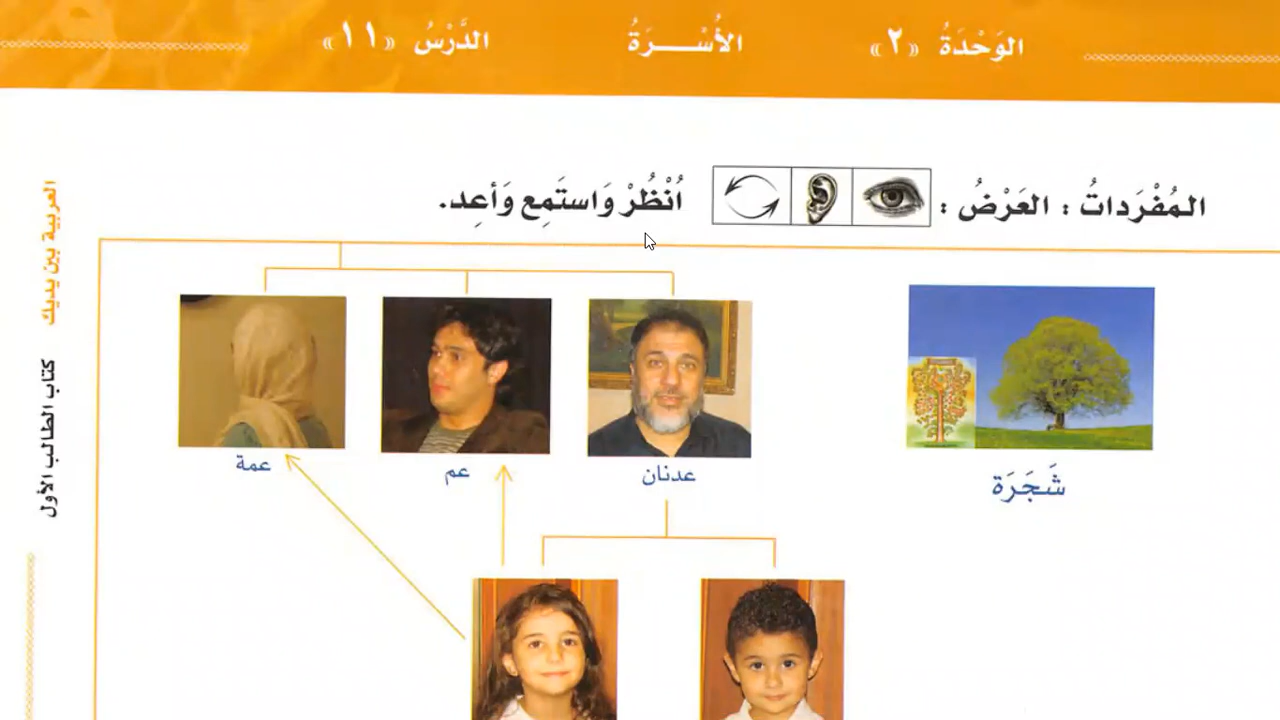 الوَحْدَةُ «٢»
الأُسْـــرَةُ
الدَّرْسُ «١١»
المُفْرَداتُ : العَرْضُ :
اُنْظُرْ وَاستَمِع وَأعِد.
شَجَرَة
عدنان
عم
عمة
العربية بين يديك
كتاب الطالب الأول